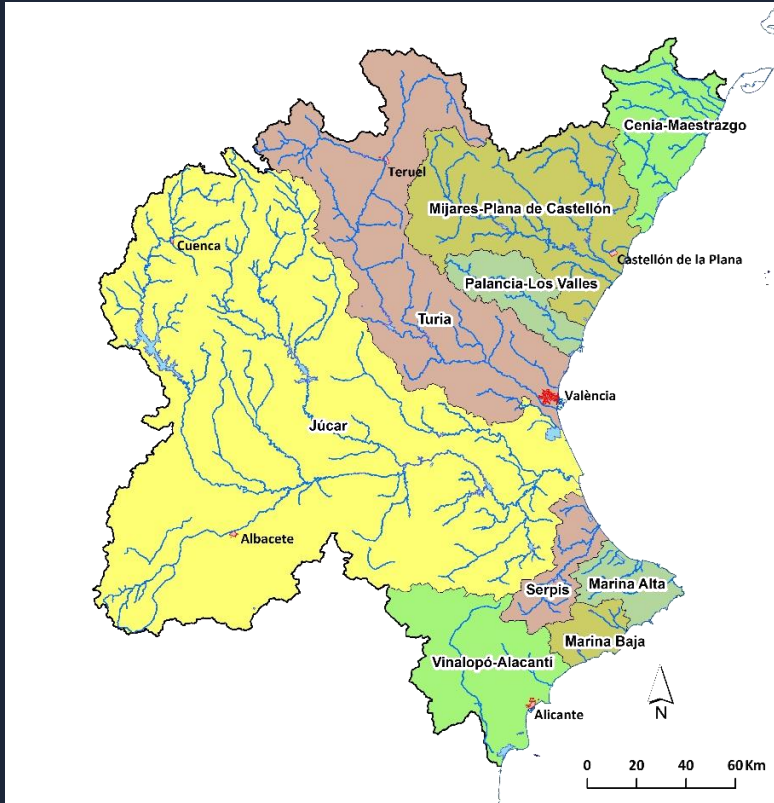 Cenia-Maestrazgo
Teruel
Mijares-Plana de Castellón
Cuenca
Castellón de la Plana
Palancia-Los Valles
Turia
València
Júcar
Albacete
Serpis
Marina Alta
Marina Baja
Vinalopó-Alacantí
Alicante
N
0 20 40 60 Km